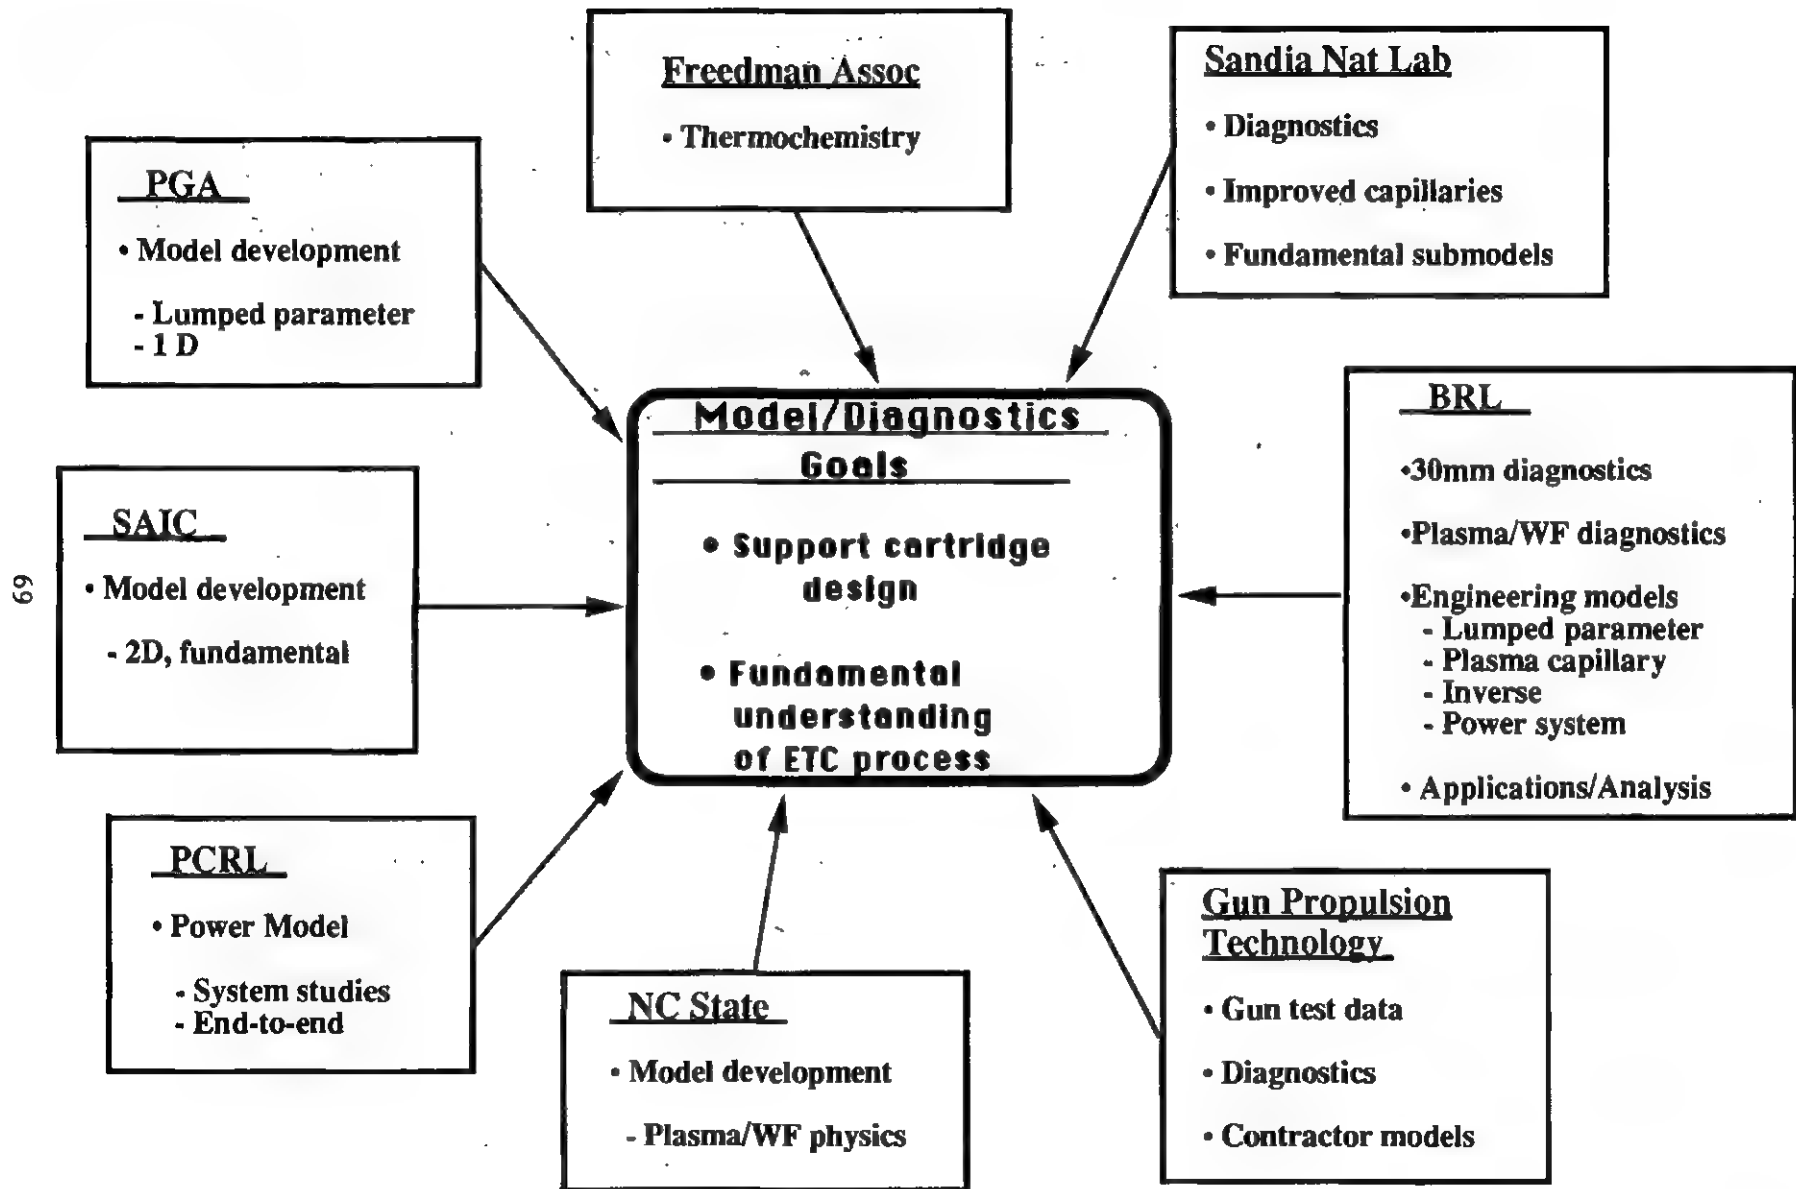 Freedman Assoc
• Thermochemistry
Sandia Nat Lab
• Diagnostics
• Improved capillaries
• Fundamental submodels
PGA
• Model development
- Lumped parameter
- 1 D
Model/Diagnostics
Goals
• Support cartridge
design
• Fundamental
understanding
of ETC process
BRL
•30mm diagnostics
•Plasma/WF diagnostics
•Engineering models
- Lumped parameter
- Plasma capillary
- Inverse
- Power system
• Applications/Analysis
SAIC
• Model development
- 2D, fundamental
69
PCRL
• Power Model
- System studies
- End-to-end
NC State
• Model development
- Plasma/WF physics
Gun Propulsion
Technology
• Gun test data
• Diagnostics
• Contractor models